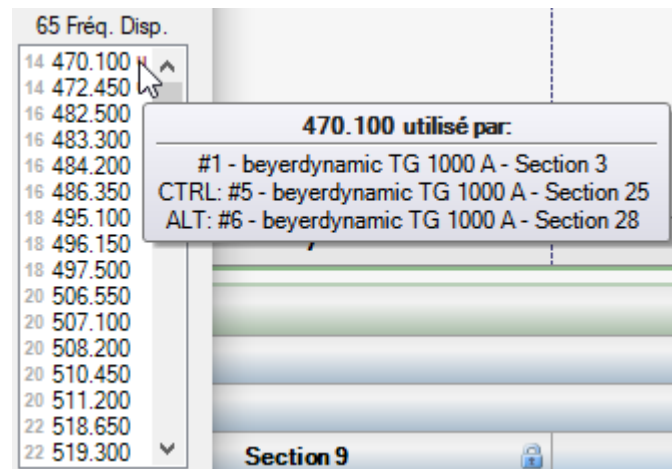 65 Fréq. Disp.
14 470.100
14 472.450
16 482.500
16 483.300
16 484.200
16 486.350
18 495.100
18 496.150
18 497.500
20 506.550
20 507.100
20 508.200
20 510.450
20 511.200
22 518.650
22 519.300
470.100 utilisé par:
#1 - beyerdynamic TG 1000 A - Section 3
CTRL: #5 - beyerdynamic TG 1000 A - Section 25
ALT: #6 - beyerdynamic TG 1000 A - Section 28
Section 9